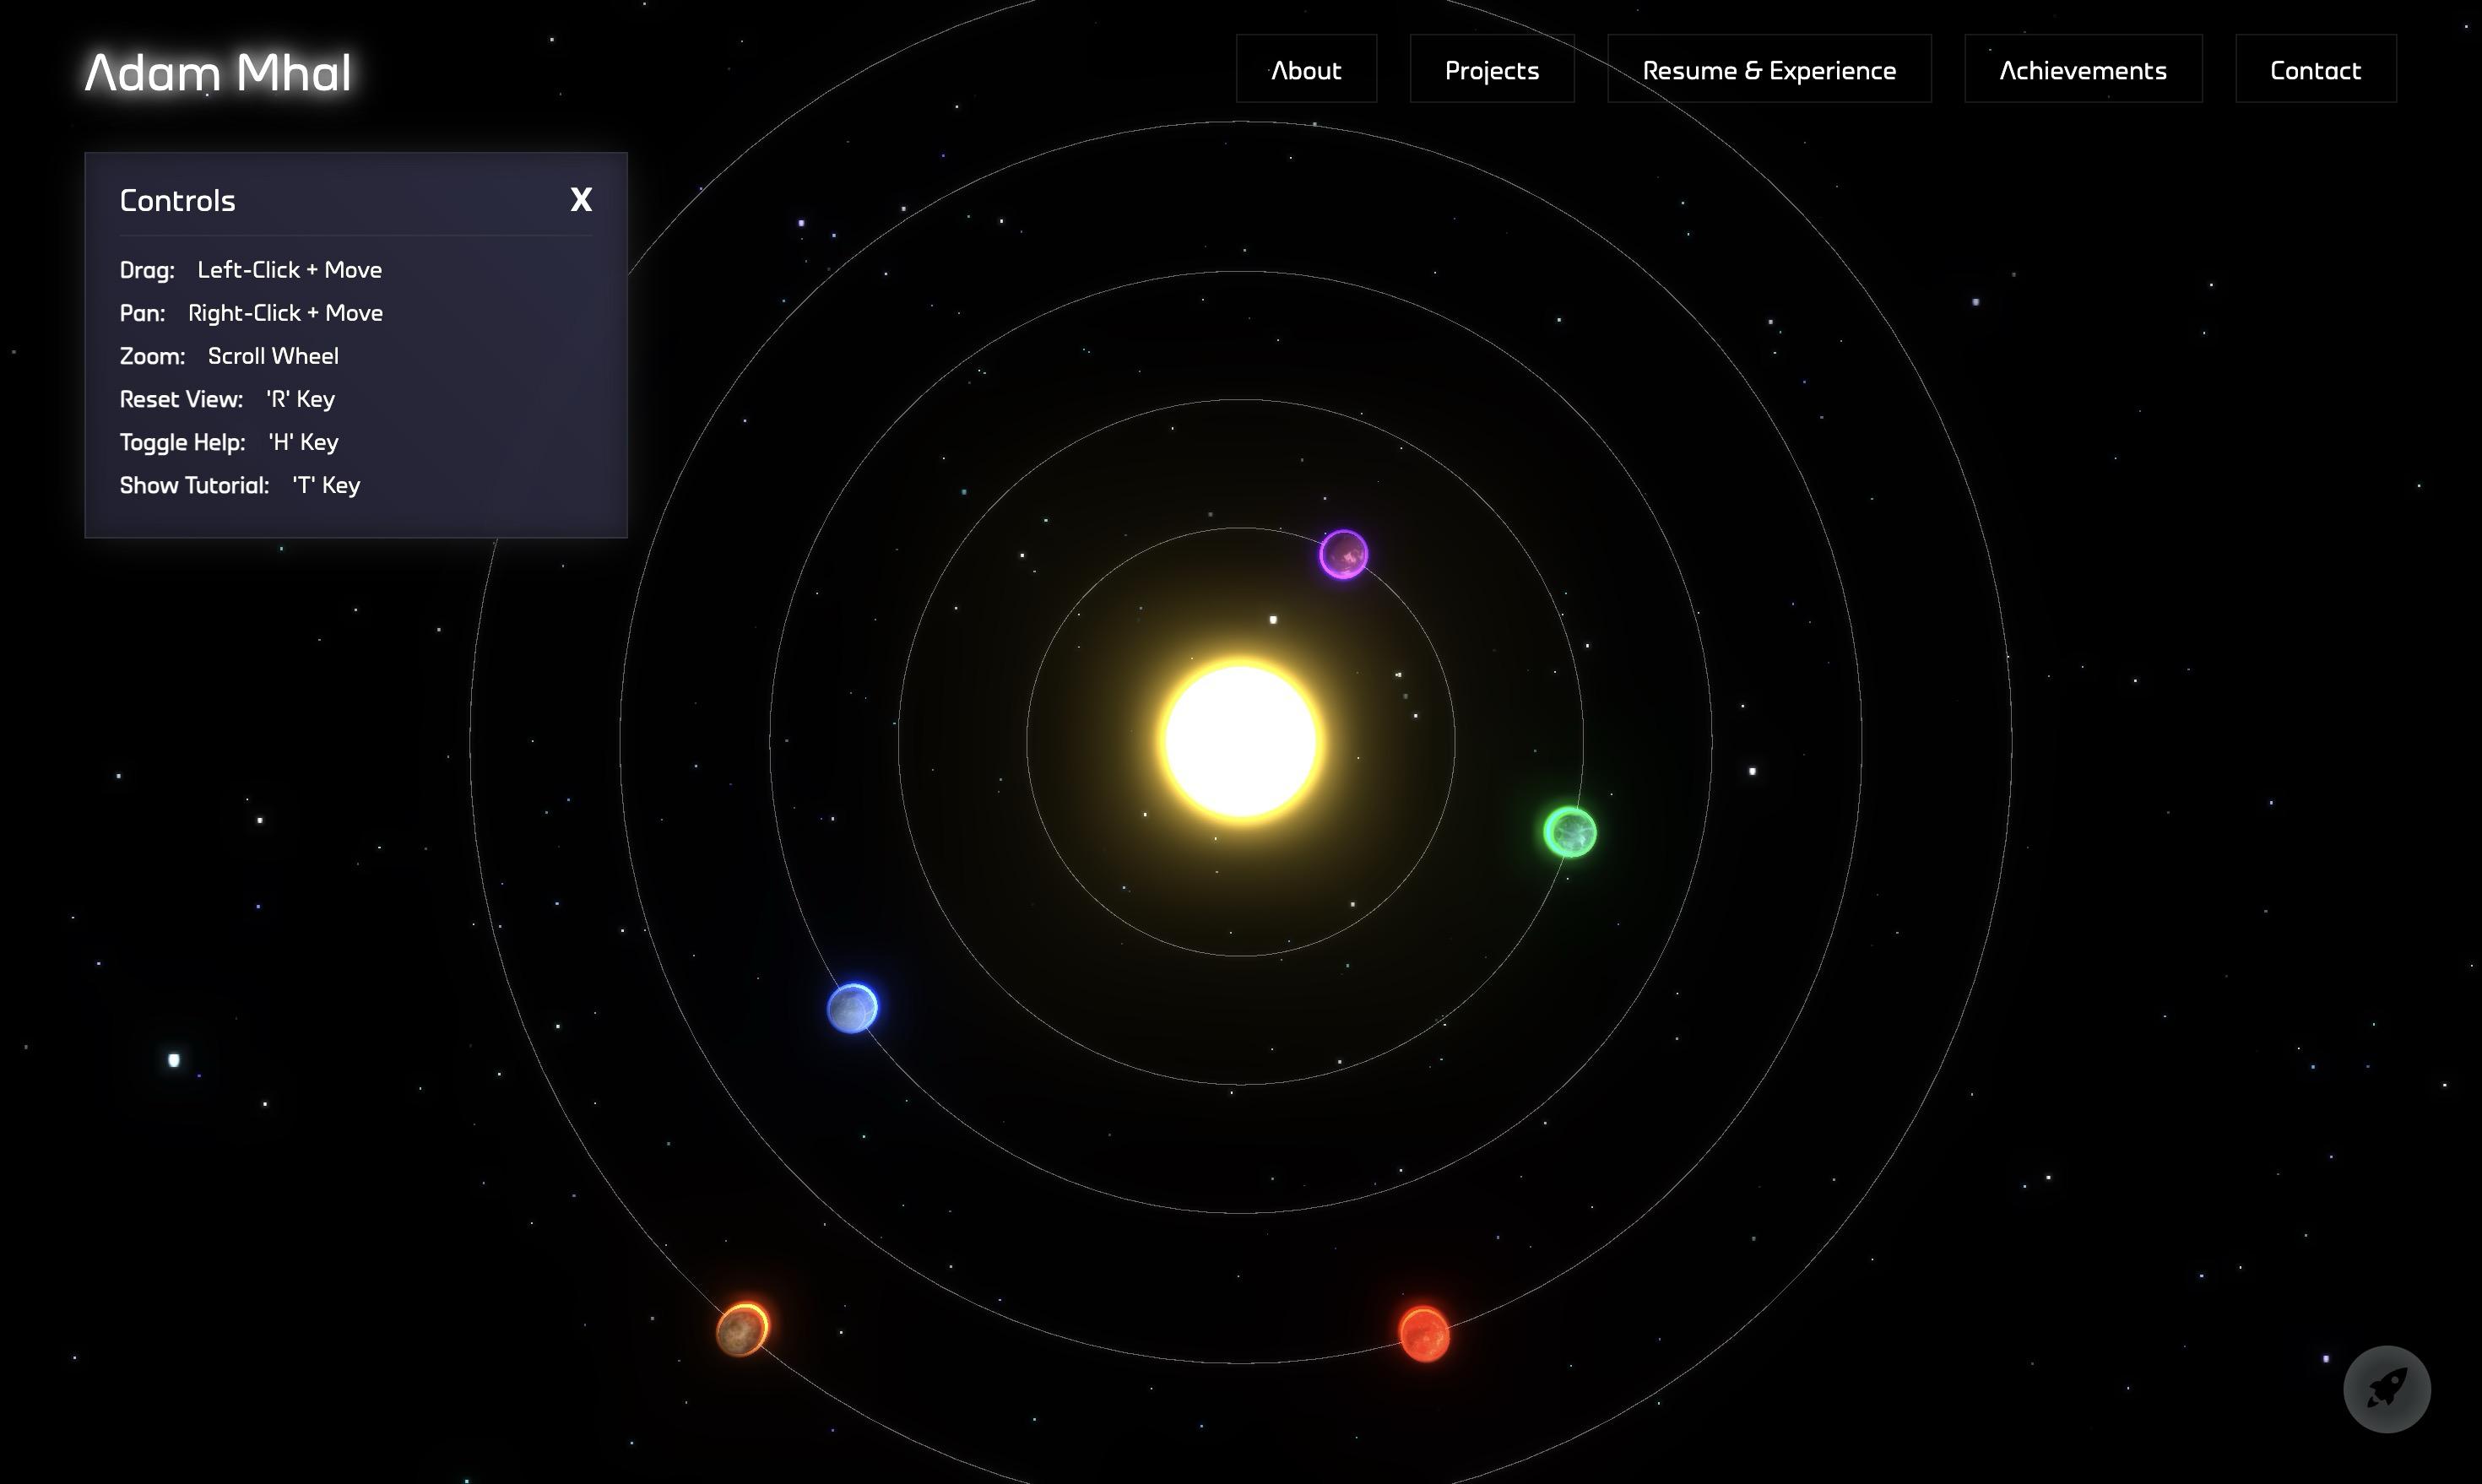 Adam Mhal
About
Projects
Resume & Experience
Achievements
Contact
Controls
X
Drag: Left-Click + Move
Pan: Right-Click + Move
Zoom: Scroll Wheel
Reset View: 'R' Key
Toggle Help: 'H' Key
Show Tutorial: 'T' Key